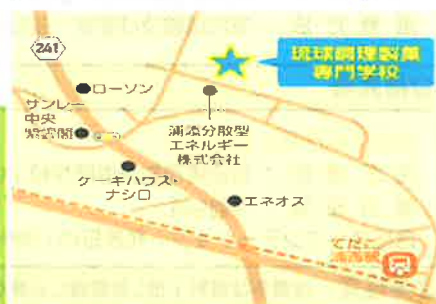 241
琉球調理製菓
専門学校
ローソン
サンレー
中央
紫雲閣
浦添分散型
エネルギー
株式会社
ケーキハウス・
ナシロ
エネオス
てだこ
浦西駅